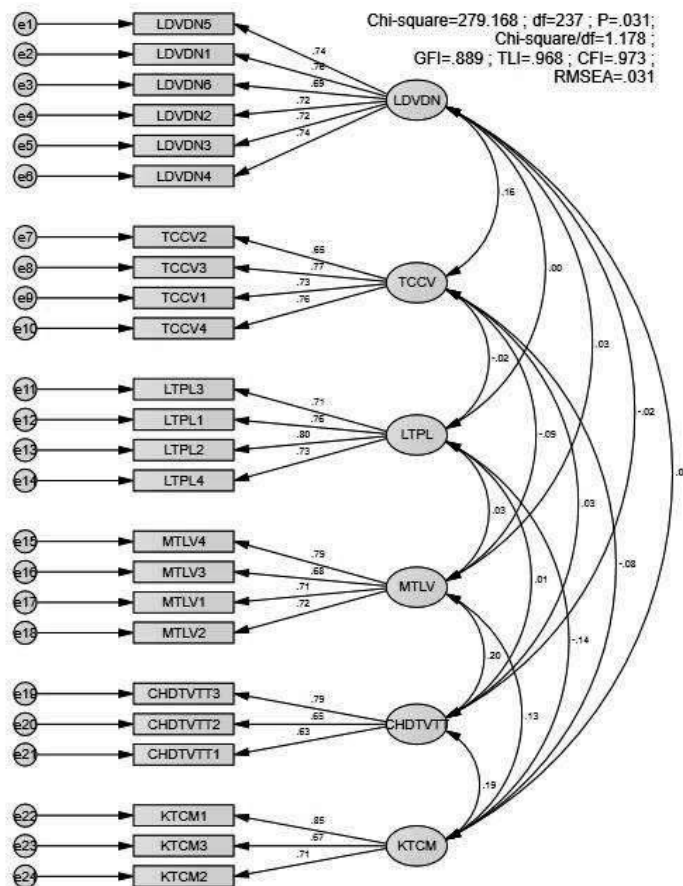 Chi-square=279.168 ; df=237 ; P=.031;
Chi-square/df=1.178 ;
GFI=.889 ; TLI=.968 ; CFI=.973 ;
RMSEA=.031
e1 LDVDN5 .74
e2 LDVDN1 .76
e3 LDVDN6 .69
e4 LDVDN2 .72
e5 LDVDN3 .72
e6 LDVDN4 .74
LDVDN
.16
e7 TCCV2 .65
e8 TCCV3 .77
e9 TCCV1 .73
e10 TCCV4 .76
TCCV
.00
-.02
.03
e11 LTPL3 .71
e12 LTPL1 .76
e13 LTPL2 .80
e14 LTPL4 .73
LTPL
-.09
-.02
.03
.03
e15 MTLV4 .79
e16 MTLV3 .68
e17 MTLV1 .71
e18 MTLV2 .72
MTLV
.01
-.08
.20
-.14
e19 CHDTVTT3 .79
e20 CHDTVTT2 .65
e21 CHDTVTT1 .63
CHDTVTT
.13
.19
e22 KTCM1 .85
e23 KTCM3 .67
e24 KTCM2 .71
KTCM